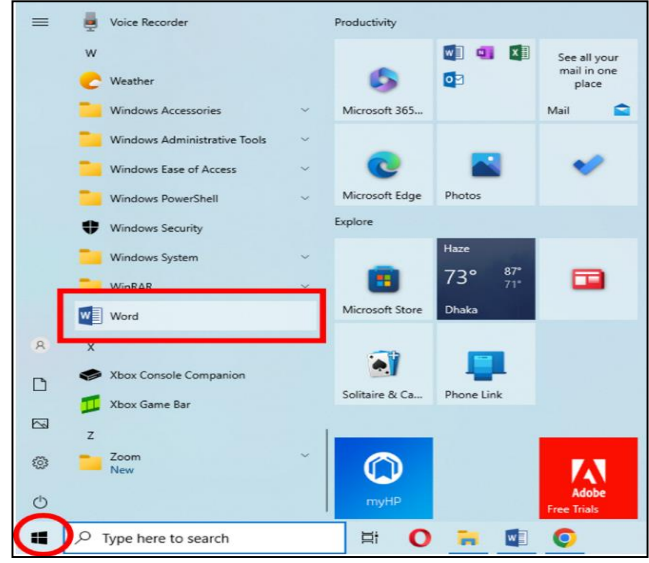 Voice Recorder
W
Weather
Windows Accessories
Windows Administrative Tools
Windows Ease of Access
Windows PowerShell
Windows Security
Windows System
WinRAR
Word
X
Xbox Console Companion
Xbox Game Bar
Z
Zoom
New
Productivity
Microsoft 365...
See all your
mail in one
place
Mail
Microsoft Edge
Photos
Explore
Microsoft Store
Haze
73° 87°
71°
Dhaka
Solitaire & Ca...
Phone Link
myHP
Adobe
Free Trials
Type here to search